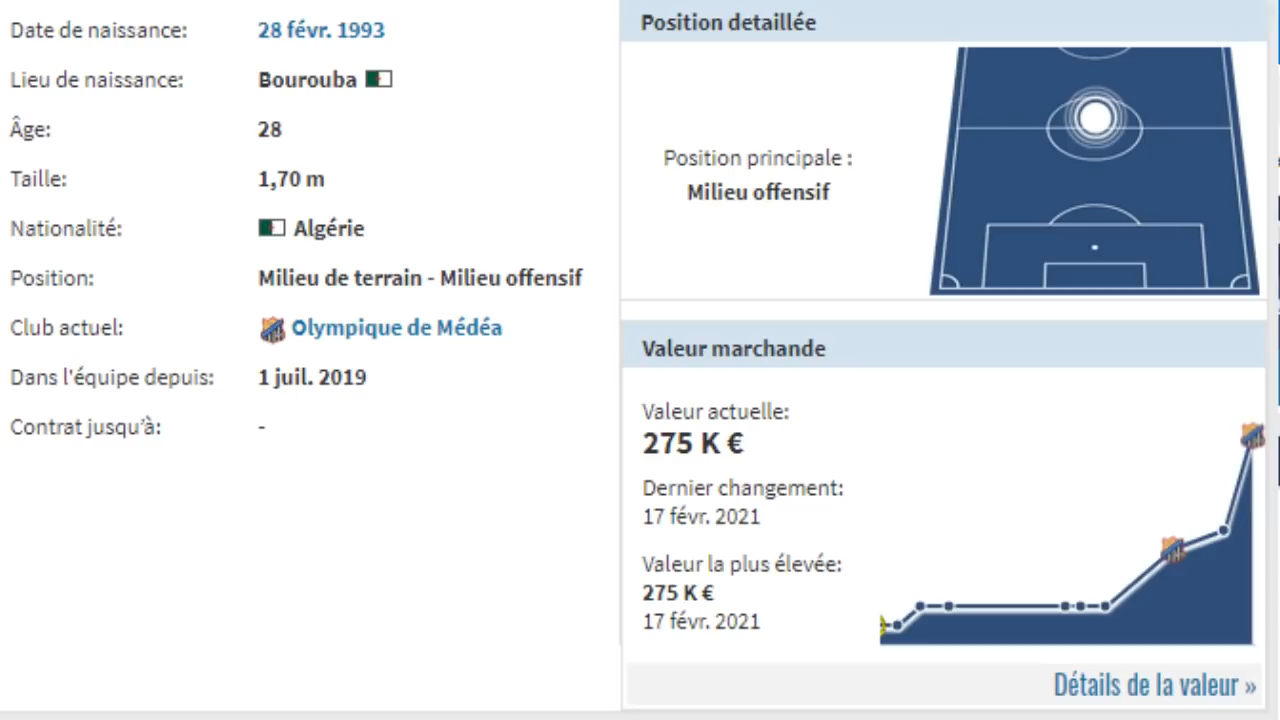 Date de naissance: 28 févr. 1993
Lieu de naissance: Bourouba
Âge: 28
Taille: 1,70 m
Nationalité: Algérie
Position: Milieu de terrain - Milieu offensif
Club actuel: Olympique de Médéa
Dans l'équipe depuis: 1 juil. 2019
Contrat jusqu'à: -
Position detaillée
Position principale :
Milieu offensif
Valeur marchande
Valeur actuelle:
275 K €
Dernier changement:
17 févr. 2021
Valeur la plus élevée:
275 K €
17 févr. 2021
Détails de la valeur »